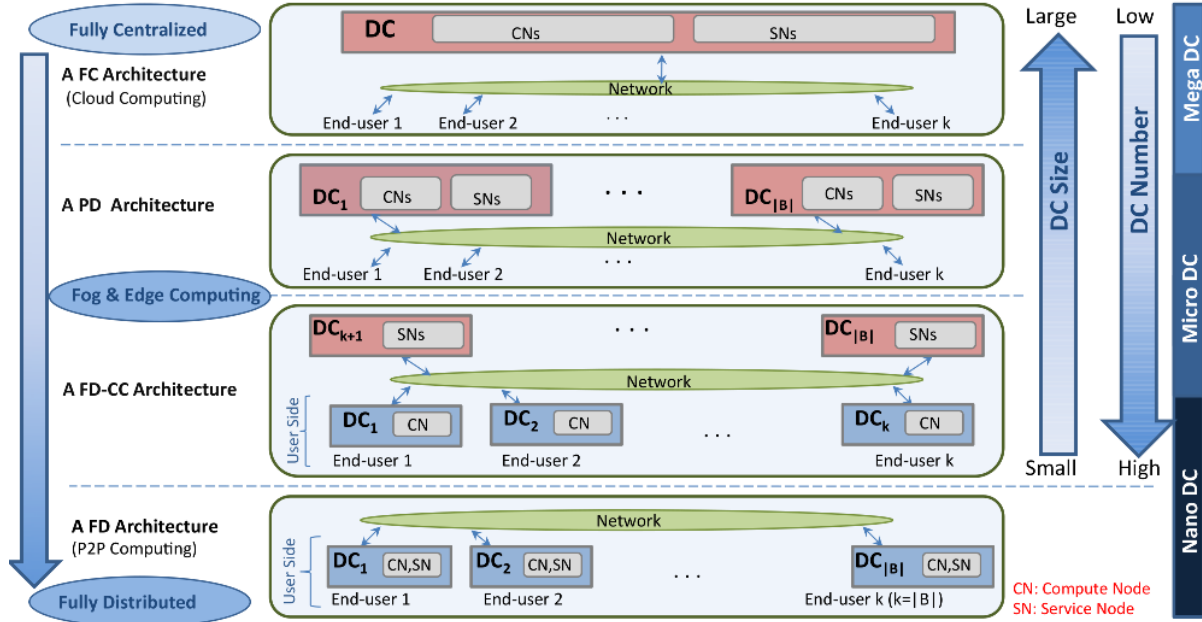 Fully Centralized
A FC Architecture
(Cloud Computing)
DC
CNs
SNs
Network
End-user 1
End-user 2
. . .
End-user k
A PD Architecture
DC1
CNs
SNs
. . .
DC|B|
CNs
SNs
Network
End-user 1
End-user 2
. . .
End-user k
Fog & Edge Computing
A FD-CC Architecture
DCk+1
SNs
. . .
DC|B|
SNs
Network
User Side
DC1
CN
DC2
CN
. . .
DCk
CN
End-user 1
End-user 2
End-user k
A FD Architecture
(P2P Computing)
Network
User Side
DC1
CN,SN
DC2
CN,SN
. . .
DC|B|
CN,SN
End-user 1
End-user 2
End-user k (k=|B|)
Fully Distributed
Large
DC Size
Small
Low
DC Number
High
Mega DC
Micro DC
Nano DC
CN: Compute Node
SN: Service Node